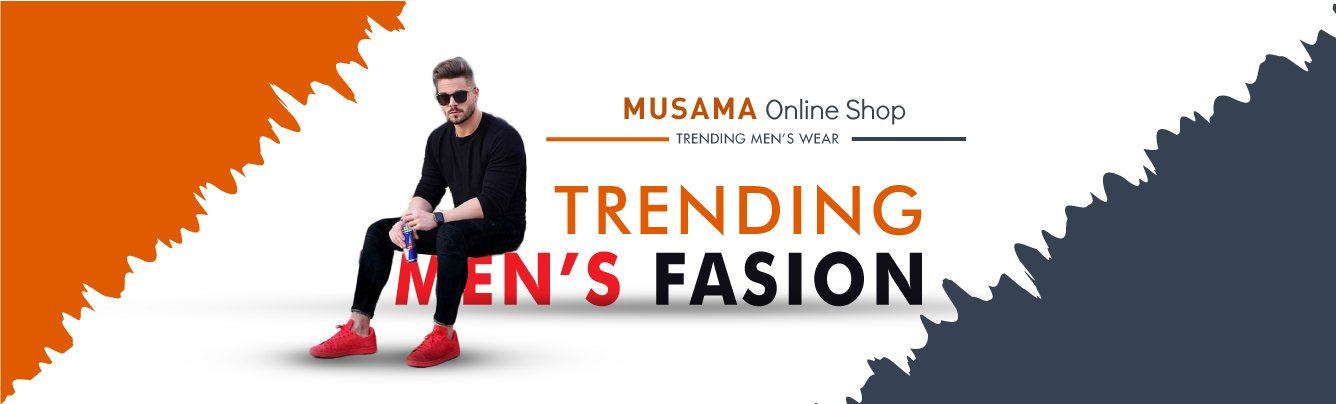 MUSAMA Online Shop
TRENDING MEN'S WEAR
TRENDING
MEN'S FASION